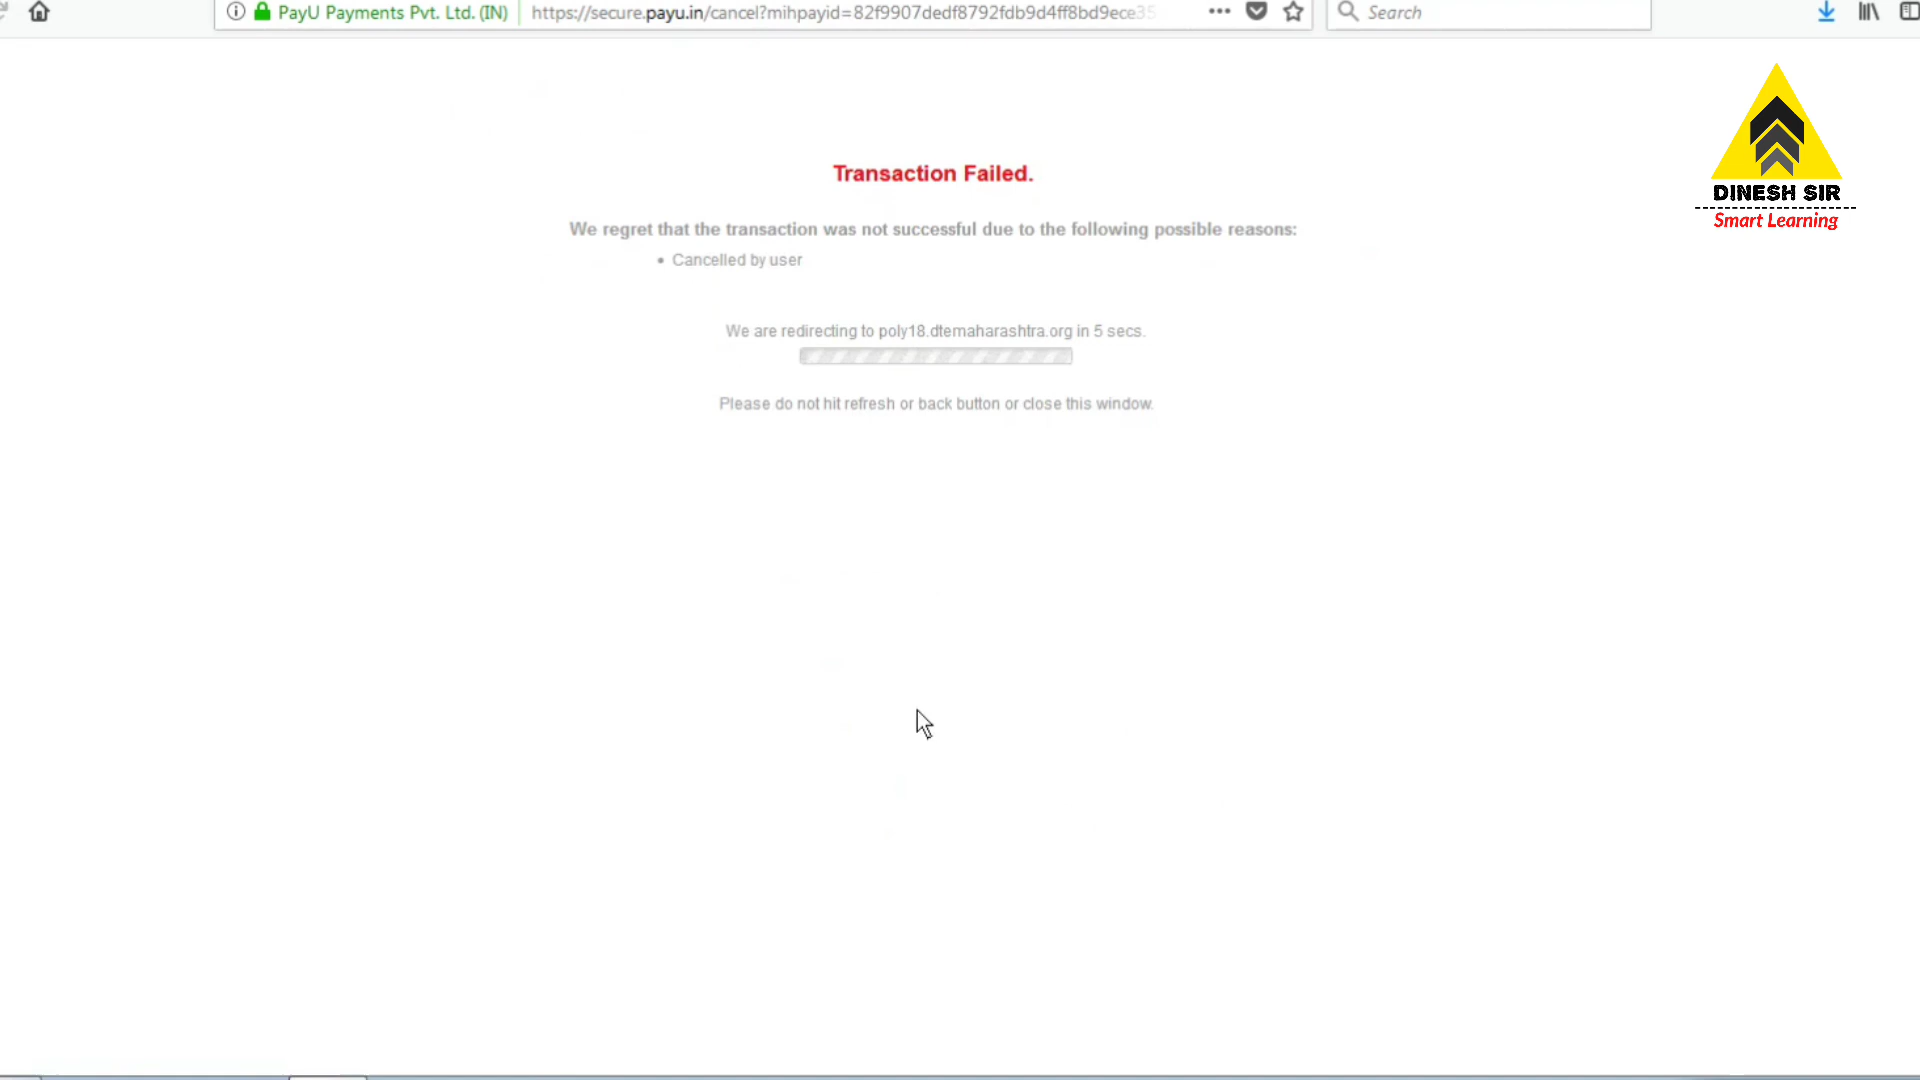 PayU Payments Pvt. Ltd. (IN) https://secure.payu.in/cancel?mihpayid=82f9907dedf8792fdb9d4ff8bd9ece35 Search
DINESH SIR
Smart Learning
Transaction Failed.
We regret that the transaction was not successful due to the following possible reasons:
• Cancelled by user
We are redirecting to poly18.dtemaharashtra.org in 5 secs.
Please do not hit refresh or back button or close this window.